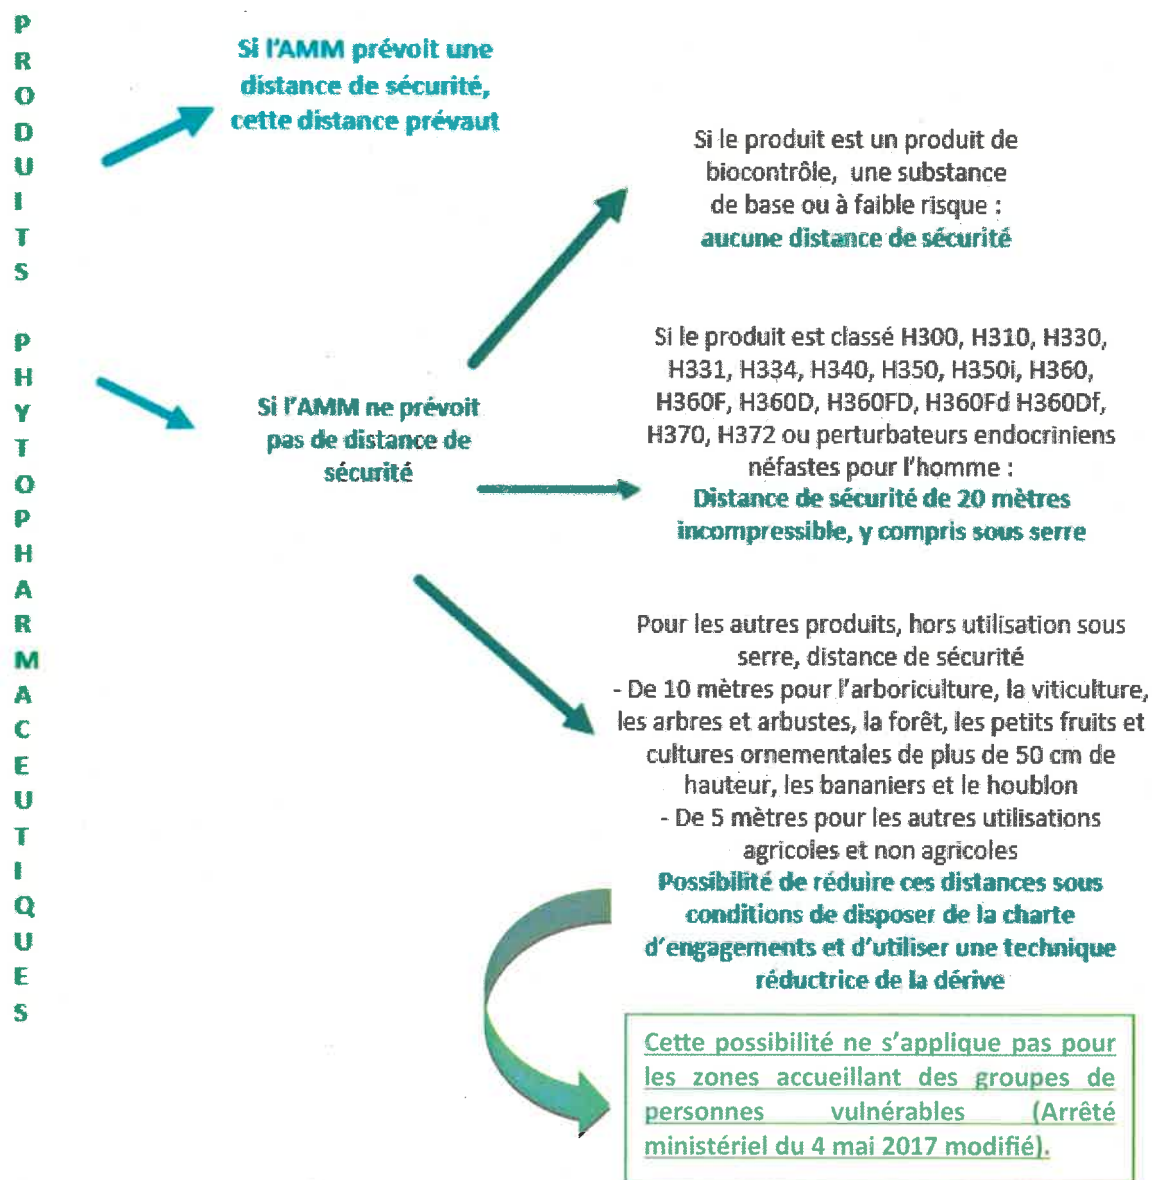 PRODUITS PHYTOPHARMACEUTIQUES
Si l'AMM prévoit une
distance de sécurité,
cette distance prévaut
Si l'AMM ne prévoit
pas de distance de
sécurité
Si le produit est un produit de
biocontrôle, une substance
de base ou à faible risque :
aucune distance de sécurité
Si le produit est classé H300, H310, H330,
H331, H334, H340, H350, H350i, H360,
H360F, H360D, H360FD, H360Fd H360Df,
H370, H372 ou perturbateurs endocriniens
néfastes pour l'homme :
Distance de sécurité de 20 mètres
incompressible, y compris sous serre
Pour les autres produits, hors utilisation sous
serre, distance de sécurité
- De 10 mètres pour l'arboriculture, la viticulture,
les arbres et arbustes, la forêt, les petits fruits et
cultures ornementales de plus de 50 cm de
hauteur, les bananiers et le houblon
- De 5 mètres pour les autres utilisations
agricoles et non agricoles
Possibilité de réduire ces distances sous
conditions de disposer de la charte
d'engagements et d'utiliser une technique
réductrice de la dérive
Cette possibilité ne s'applique pas pour
les zones accueillant des groupes de
personnes vulnérables (Arrêté
ministériel du 4 mai 2017 modifié).